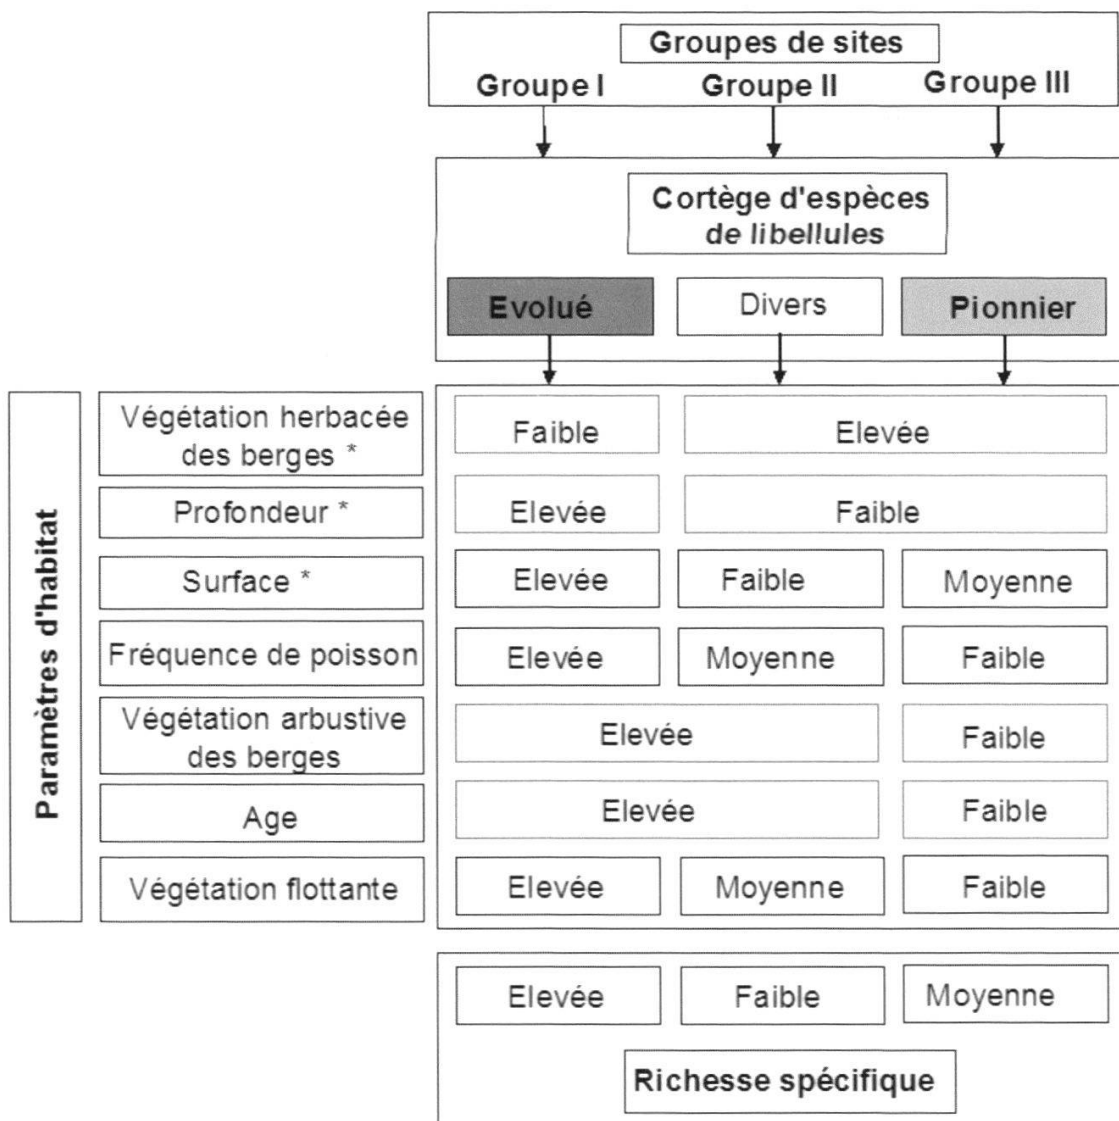 Groupes de sites
Groupe I Groupe II Groupe III
Cortège d'espèces
de libellules
Evolué Divers Pionnier
Paramètres d'habitat
Végétation herbacée
des berges *
Faible Elevée
Profondeur *
Elevée Faible
Surface *
Elevée Faible Moyenne
Fréquence de poisson
Elevée Moyenne Faible
Végétation arbustive
des berges
Elevée Faible
Age
Elevée Faible
Végétation flottante
Elevée Moyenne Faible
Elevée Faible Moyenne
Richesse spécifique